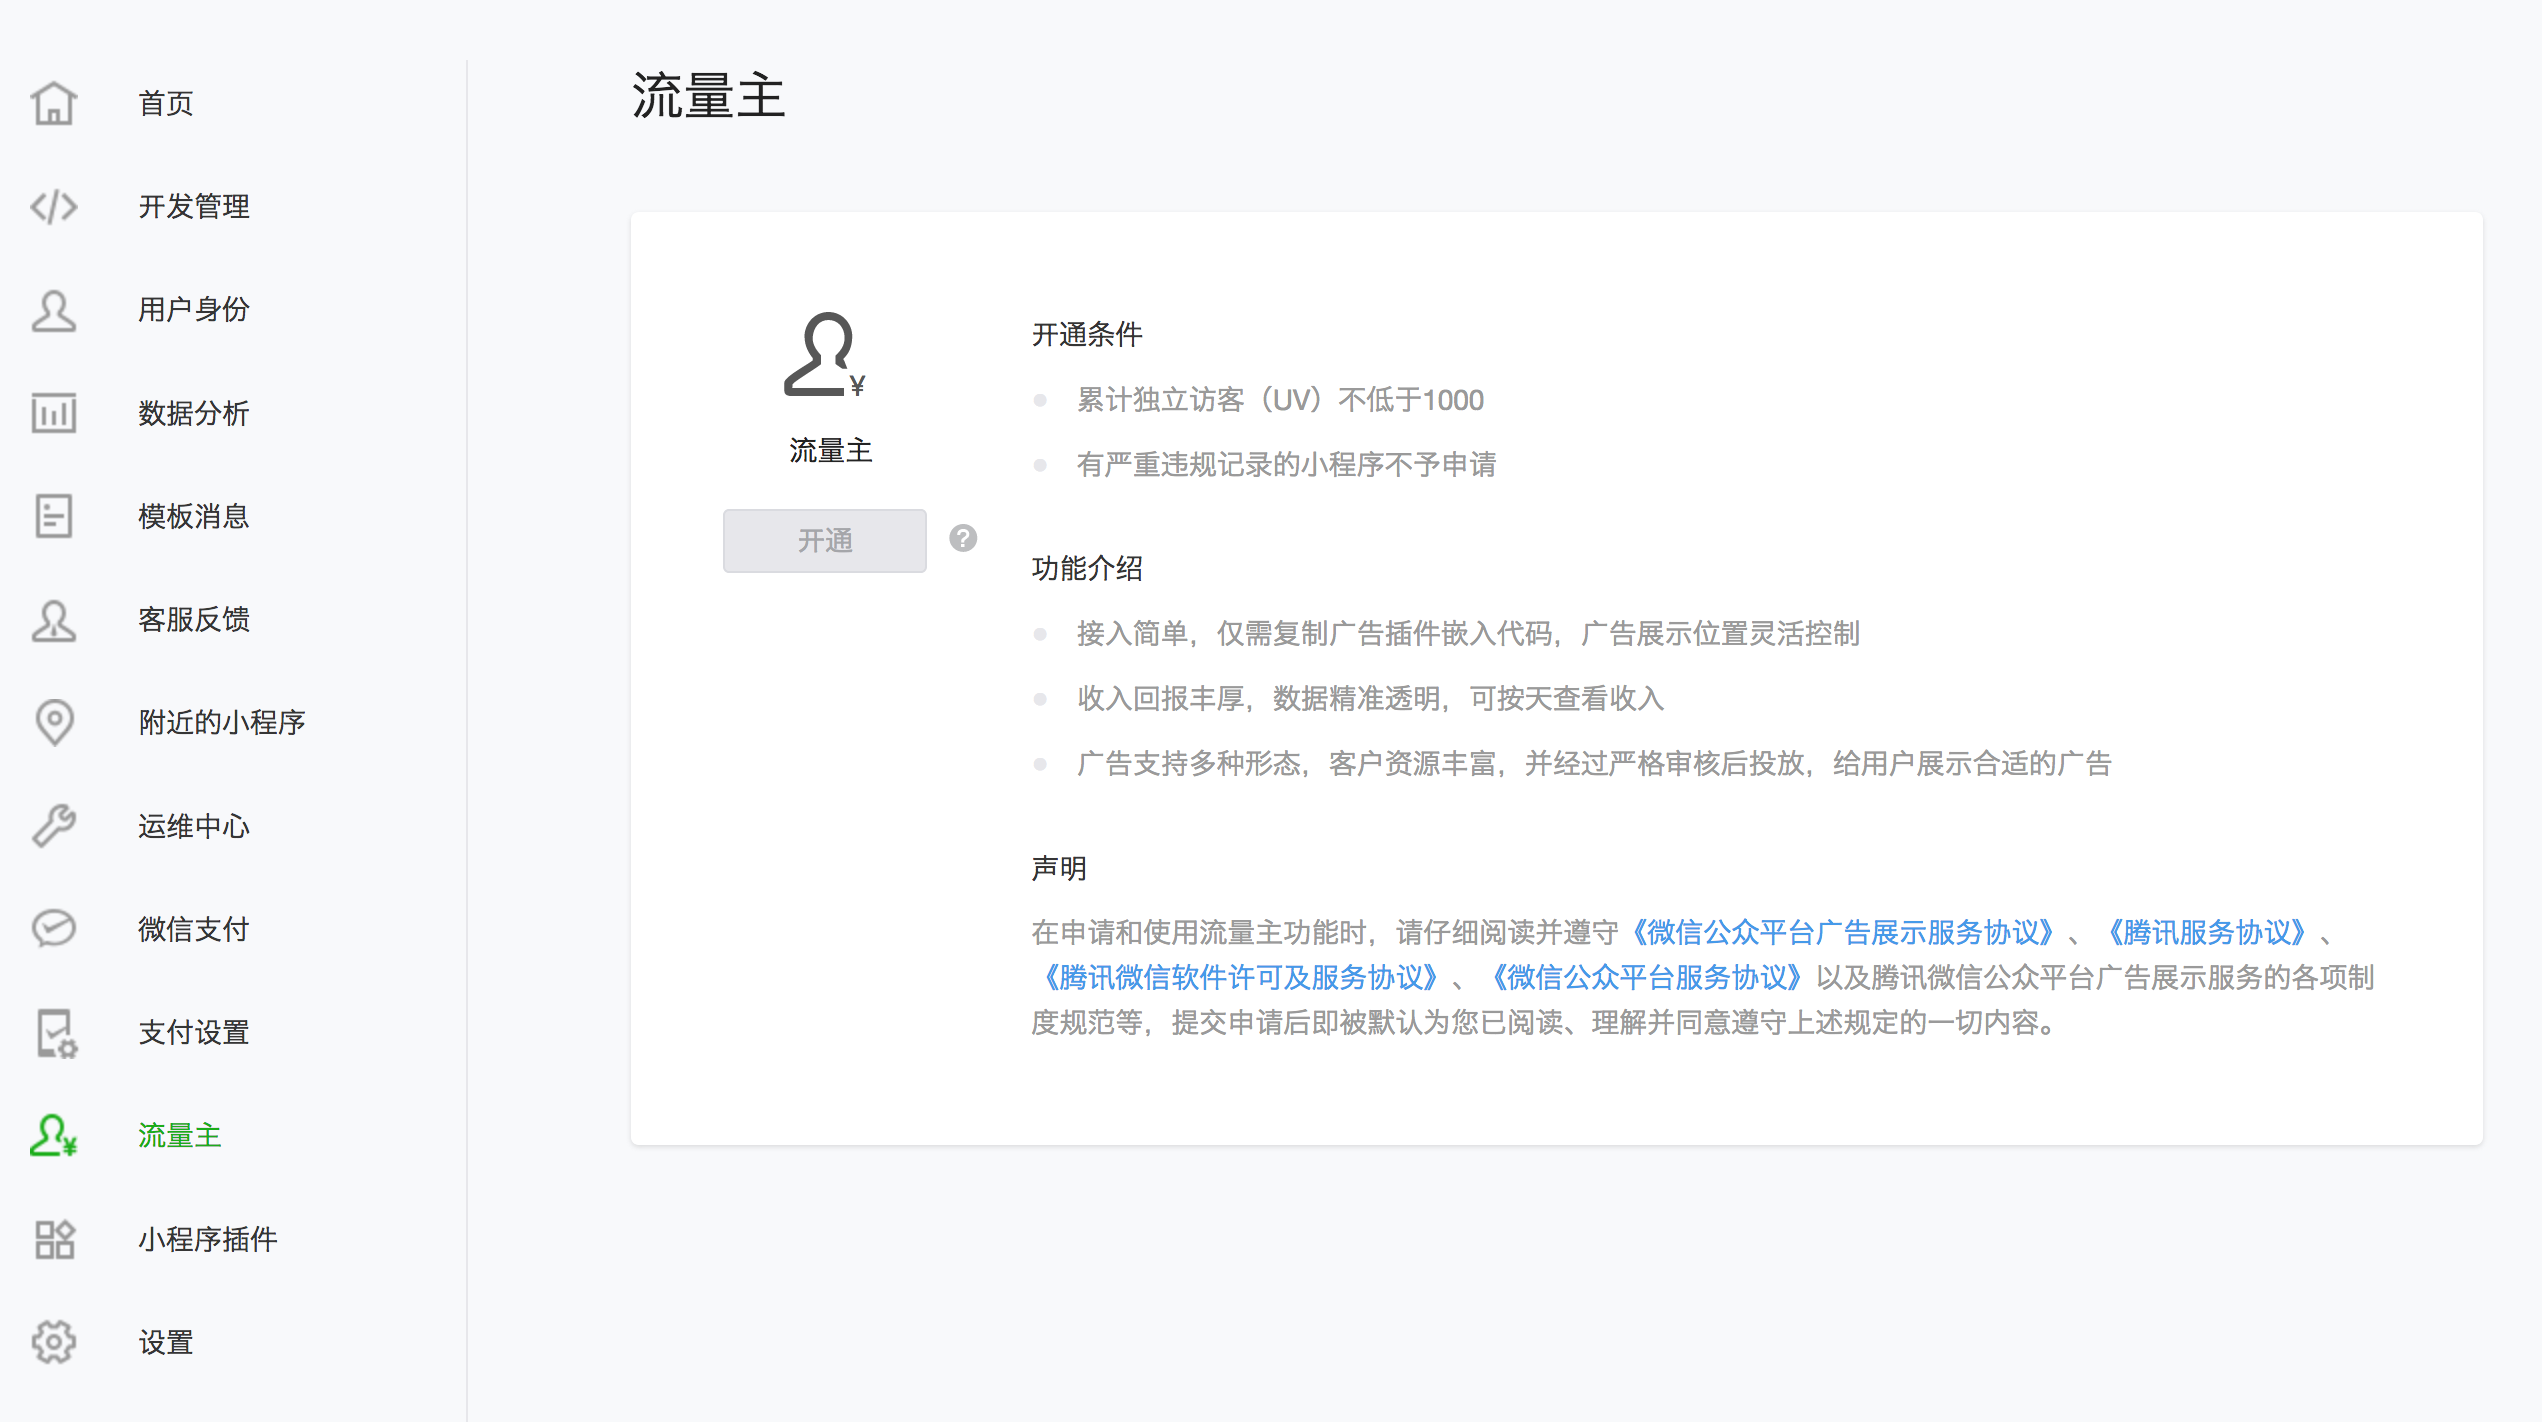 首页
开发管理
用户身份
数据分析
模板消息
客服反馈
附近的小程序
运维中心
微信支付
支付设置
流量主
小程序插件
设置
流量主
¥
流量主
开通
?
开通条件
累计独立访客（UV）不低于1000
有严重违规记录的小程序不予申请
功能介绍
接入简单，仅需复制广告插件嵌入代码，广告展示位置灵活控制
收入回报丰厚，数据精准透明，可按天查看收入
广告支持多种形态，客户资源丰富，并经过严格审核后投放，给用户展示合适的广告
声明
在申请和使用流量主功能时，请仔细阅读并遵守《微信公众平台广告展示服务协议》、《腾讯服务协议》、
《腾讯微信软件许可及服务协议》、《微信公众平台服务协议》以及腾讯微信公众平台广告展示服务的各项制
度规范等，提交申请后即被默认为您已阅读、理解并同意遵守上述规定的一切内容。